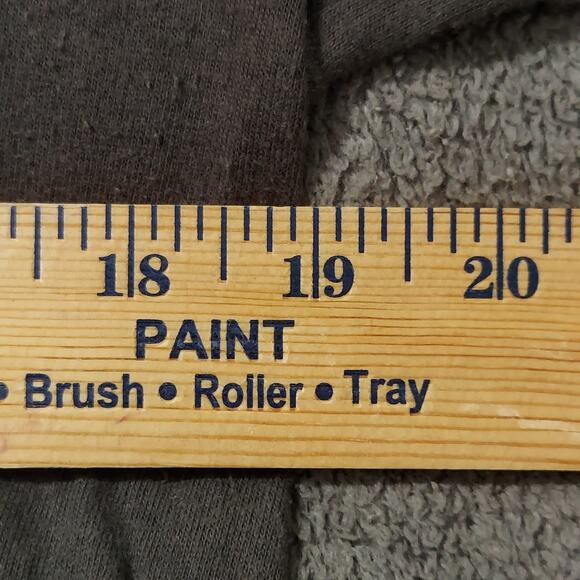 18 19 20
PAINT
• Brush • Roller • Tray